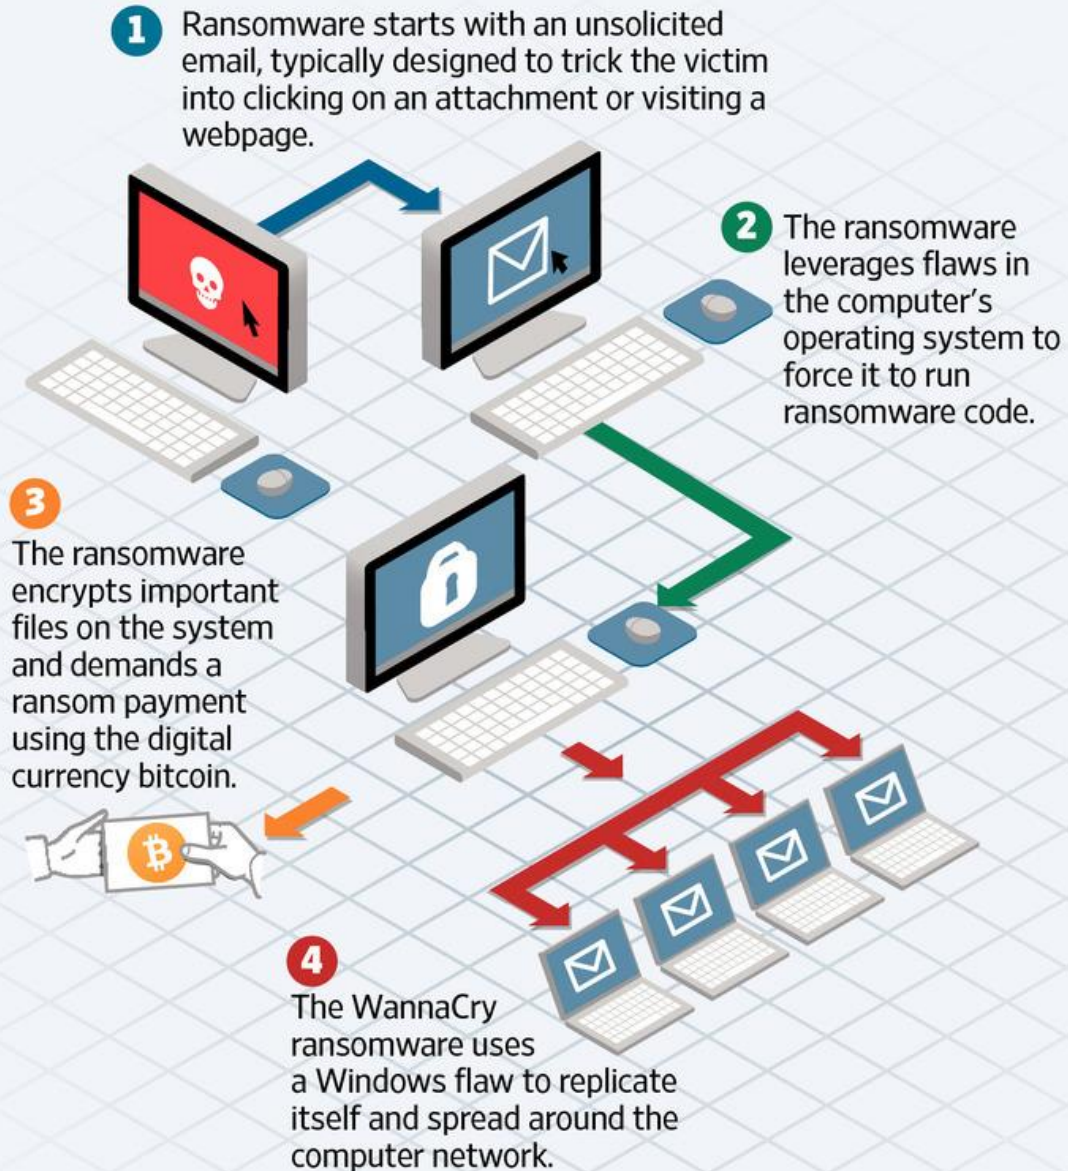 1 Ransomware starts with an unsolicited
email, typically designed to trick the victim
into clicking on an attachment or visiting a
webpage.
2 The ransomware
leverages flaws in
the computer's
operating system to
force it to run
ransomware code.
3
The ransomware
encrypts important
files on the system
and demands a
ransom payment
using the digital
currency bitcoin.
4
The WannaCry
ransomware uses
a Windows flaw to replicate
itself and spread around the
computer network.